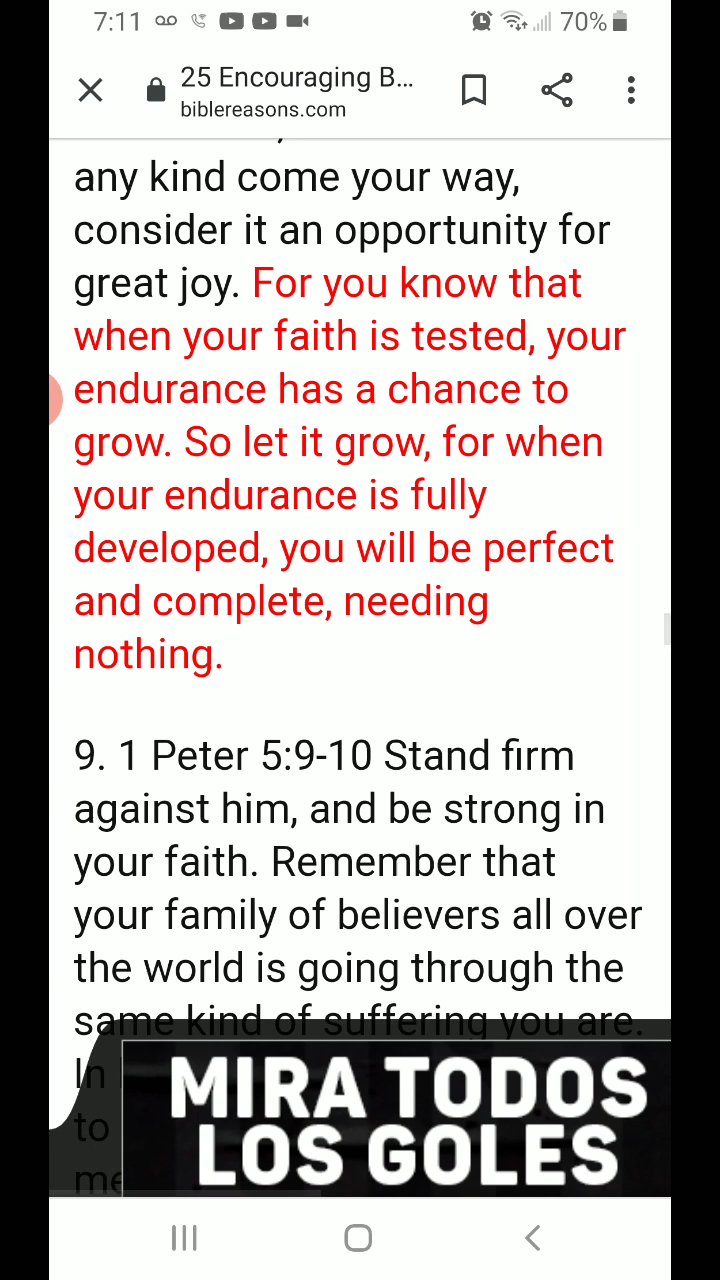 7:11
70%
25 Encouraging B...
biblereasons.com
any kind come your way,
consider it an opportunity for
great joy. For you know that
when your faith is tested, your
endurance has a chance to
grow. So let it grow, for when
your endurance is fully
developed, you will be perfect
and complete, needing
nothing.
9. 1 Peter 5:9-10 Stand firm
against him, and be strong in
your faith. Remember that
your family of believers all over
the world is going through the
same kind of suffering you are.
In
to
me
MIRA TODOS
LOS GOLES